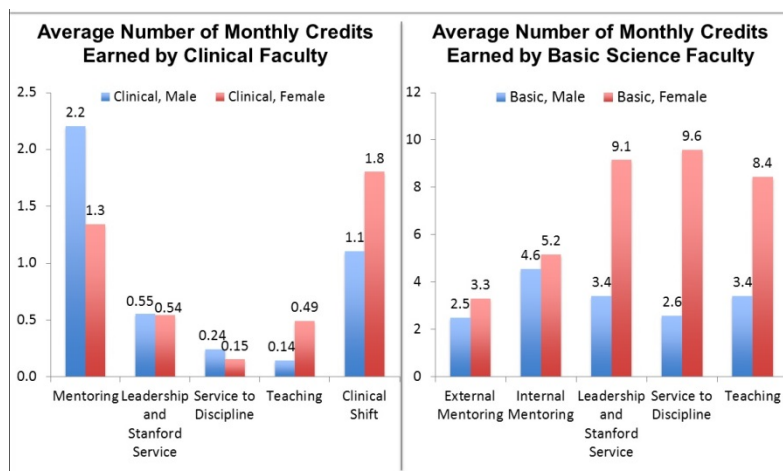 Average Number of Monthly Credits
Earned by Clinical Faculty
2.5
2.0
1.5
1.0
0.5
0.0
Clinical, Male
Clinical, Female
2.2
1.3
0.55
0.54
0.24
0.15
0.14
0.49
1.1
1.8
Mentoring
Leadership
and
Stanford
Service
Service to
Discipline
Teaching
Clinical
Shift
Average Number of Monthly Credits
Earned by Basic Science Faculty
12
10
8
6
4
2
0
Basic, Male
Basic, Female
2.5
3.3
4.6
5.2
3.4
9.1
2.6
9.6
3.4
8.4
External
Mentoring
Internal
Mentoring
Leadership
and
Stanford
Service
Service to
Discipline
Teaching